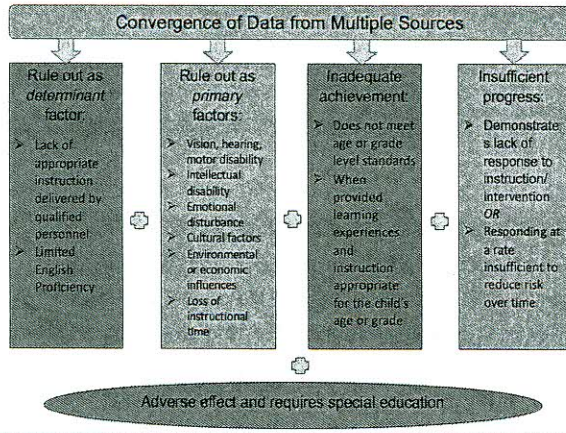 Convergence of Data from Multiple Sources
Rule out as
determinant
factor:
➢ Lack of
appropriate
instruction
delivered by
qualified
personnel
➢ Limited
English
Proficiency
Rule out as
primary
factors:
➢ Vision, hearing,
motor disability
➢ Intellectual
disability
➢ Emotional
disturbance
➢ Cultural factors
➢ Environmental
or economic
influences
➢ Loss of
instructional
time
Inadequate
achievement:
➢ Does not meet
age or grade
level standards
➢ When
provided
learning
experiences
and
instruction
appropriate
for the child's
age or grade
Insufficient
progress:
➢ Demonstrate
s lack of
response to
instruction/
intervention
OR
➢ Responding at
a rate
insufficient to
reduce risk
over time
Adverse effect and requires special education